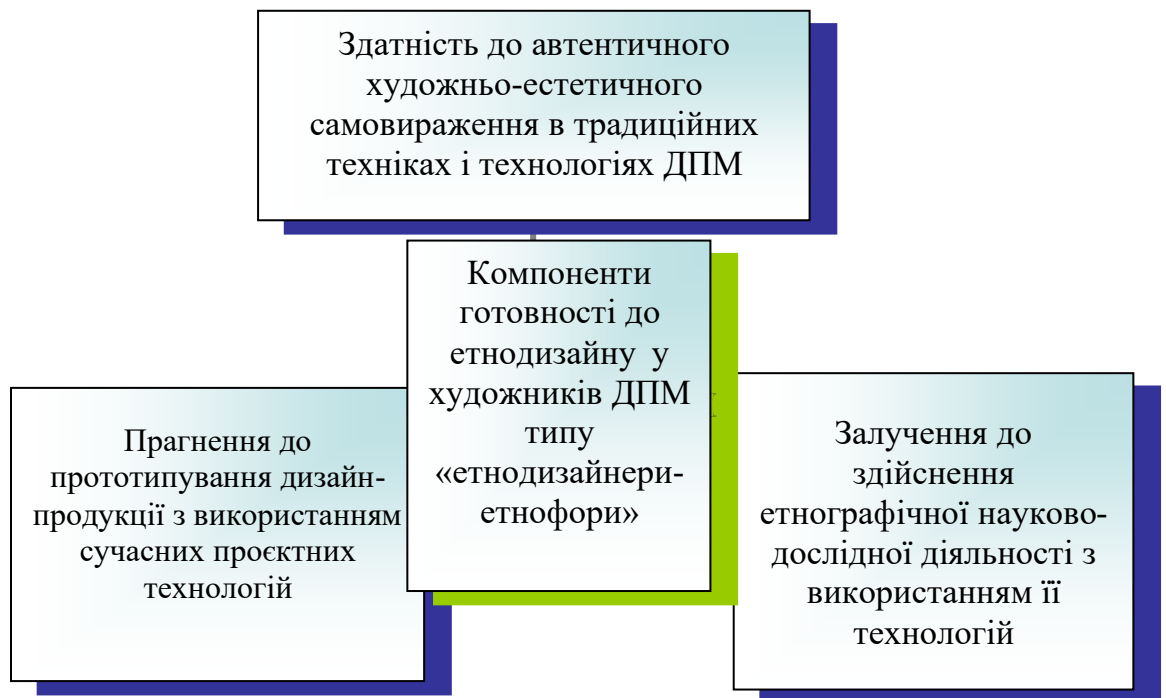 Здатність до автентичного
художньо-естетичного
самовираження в традиційних
техніках і технологіях ДПМ
Компоненти
готовності до
етнодизайну у
художників ДПМ
типу
«етнодизайнери-
етнофори»
Прагнення до
прототипування дизайн-
продукції з використанням
сучасних проєктних
технологій
Залучення до
здійснення
етнографічної науково-
дослідної діяльності з
використанням її
технологій